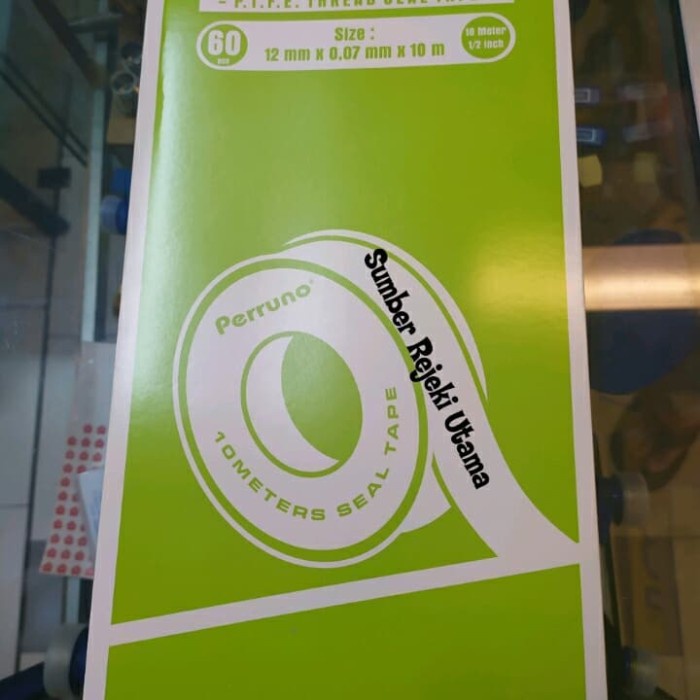 - P.T.F.E. THREAD SEAL TAPE
60
PCS
Size :
12 mm x 0,07 mm x 10 m
10 Meter
1/2 Inch
Perruno®
10METERS SEAL TAPE
Sumber Rejeki Utama